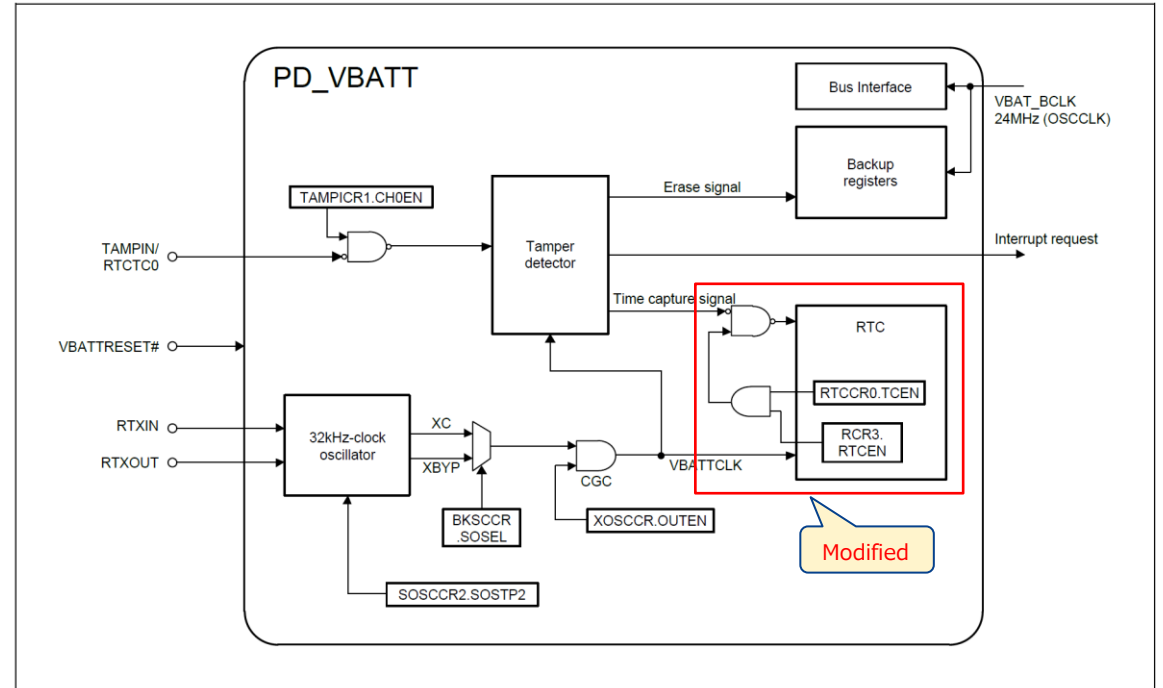 PD_VBATT
Bus Interface
VBAT_BCLK
24MHz (OSCCLK)
Backup
registers
Erase signal
TAMPICR1.CH0EN
TAMPIN/
RTCTC0
Tamper
detector
Interrupt request
Time capture signal
RTC
VBATTRESET#
RTCCR0.TCEN
RCR3.
RTCEN
RTXIN
RTXOUT
32kHz-clock
oscillator
XC
XBYP
CGC
VBATTCLK
BKSCCR
.SOSEL
XOSCCR.OUTEN
Modified
SOSCCR2.SOSTP2